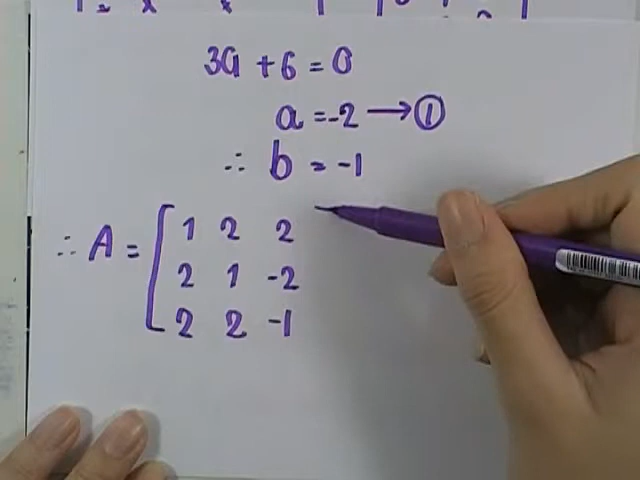 3a + 6 = 0
a = -2 → ①
∴ b = -1
∴ A = [ 1 2 2
2 1 -2
2 2 -1